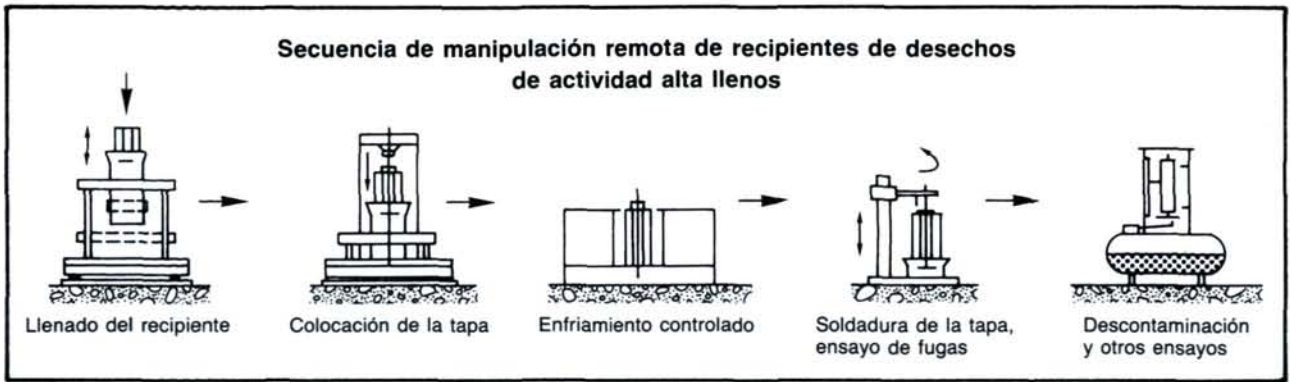 Secuencia de manipulación remota de recipientes de desechos
de actividad alta llenos
Llenado del recipiente
Colocación de la tapa
Enfriamiento controlado
Soldadura de la tapa,
ensayo de fugas
Descontaminación
y otros ensayos